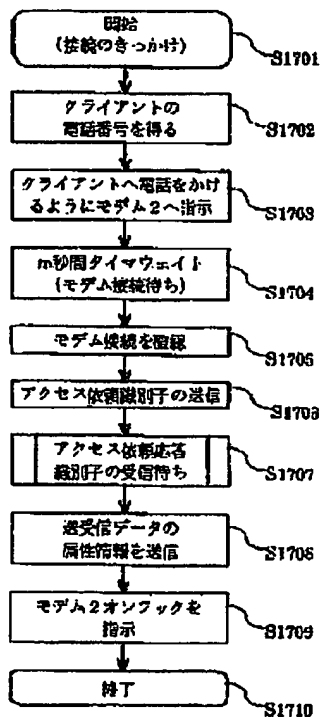 開始
(接続のきっかけ)
S1701
クライアントの
電話番号を得る
S1702
クライアントへ電話をかけ
るようにモデム2へ指示
S1703
m秒間タイマウェイト
(モデム接続待ち)
S1704
モデム接続を確認
S1705
アクセス依頼識別子の送信
S1706
アクセス依頼応答
識別子の受信待ち
S1707
送受信データの
属性情報を送信
S1708
モデム2オンフックを
指示
S1709
終了
S1710